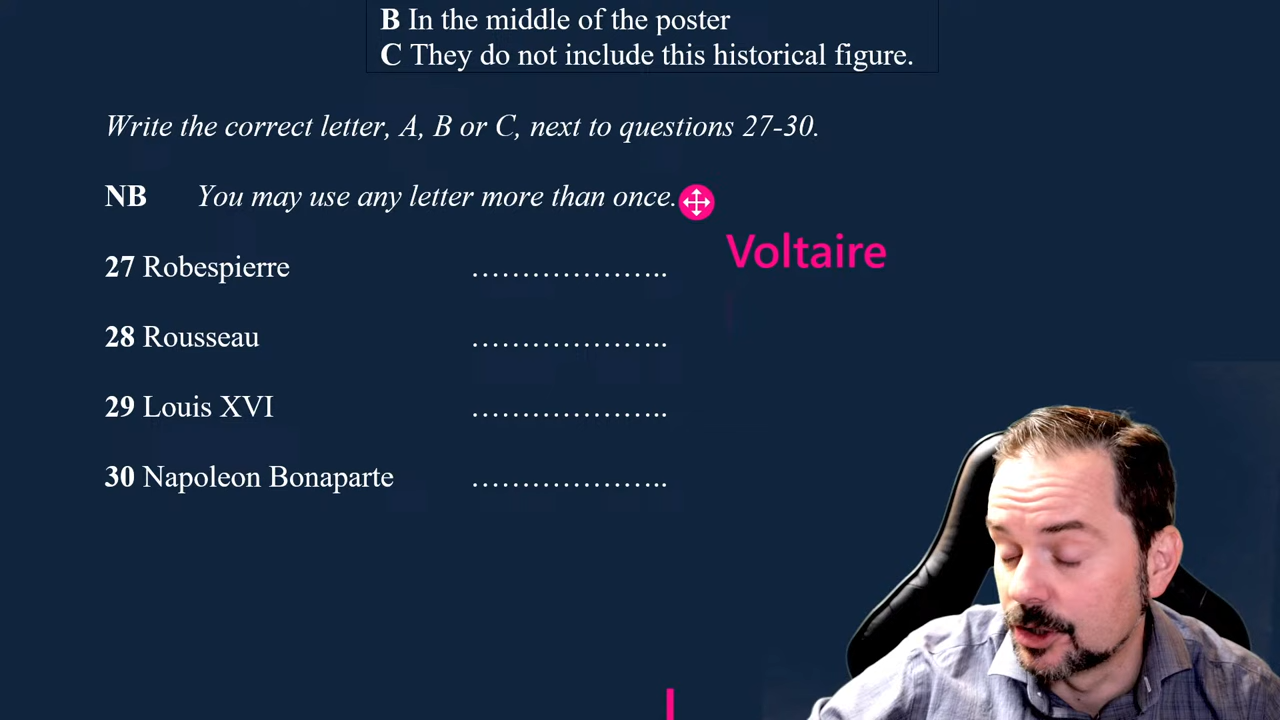 B In the middle of the poster
C They do not include this historical figure.
Write the correct letter, A, B or C, next to questions 27-30.
NB You may use any letter more than once.
Voltaire
27 Robespierre ………………..
28 Rousseau ………………..
29 Louis XVI ………………..
30 Napoleon Bonaparte ………………..